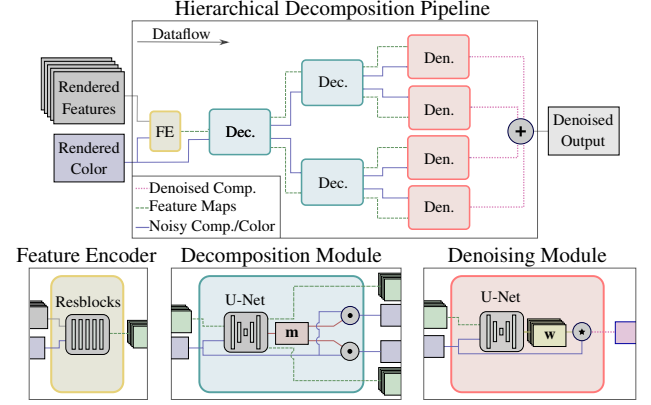 Hierarchical Decomposition Pipeline
Dataflow
Rendered
Features
Rendered
Color
FE
Dec.
Dec.
Dec.
Den.
Den.
Den.
Den.
+
Denoised
Output
Denoised Comp.
Feature Maps
Noisy Comp./Color
Feature Encoder
Decomposition Module
Denoising Module
Resblocks
U-Net
m
U-Net
w